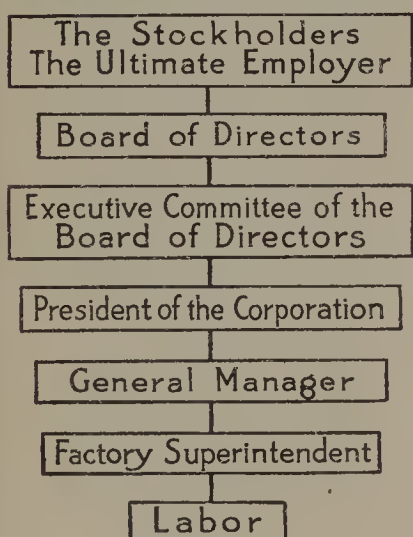 The Stockholders
The Ultimate Employer
Board of Directors
Executive Committee of the
Board of Directors
President of the Corporation
General Manager
Factory Superintendent
Labor